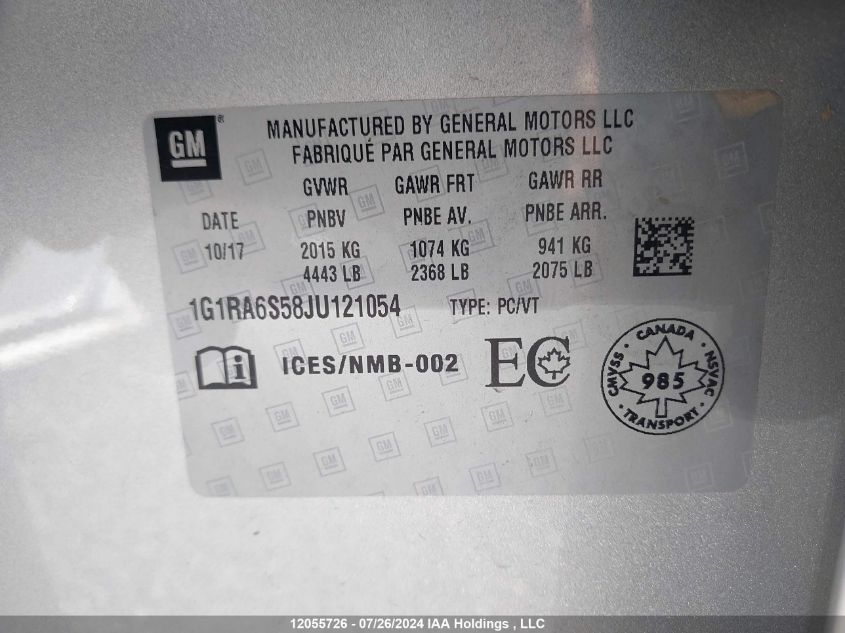 GM
MANUFACTURED BY GENERAL MOTORS LLC
FABRIQUÉ PAR GENERAL MOTORS LLC
GVWR GAWR FRT GAWR RR
DATE PNBV PNBE AV. PNBE ARR.
10/17 2015 KG 1074 KG 941 KG
4443 LB 2368 LB 2075 LB
1G1RA6S58JU121054 TYPE: PC/VT
i ICES/NMB-002 EC
CANADA
CMVSS 985 NSVAC
TRANSPORT
12055726 - 07/26/2024 IAA Holdings , LLC